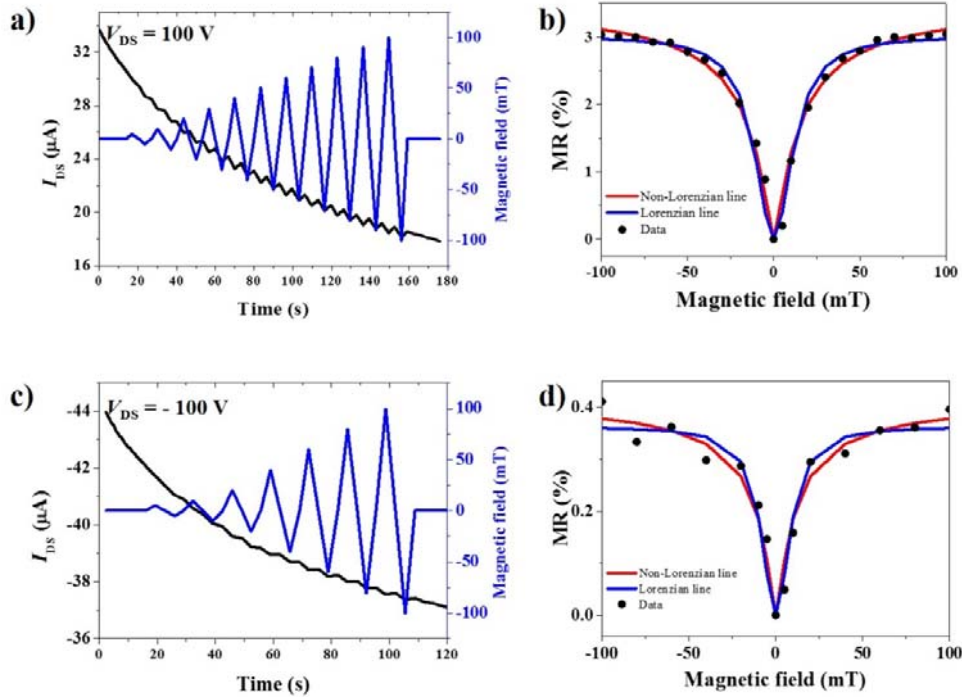 a)
V_DS = 100 V
I_DS (μA)
32
28
24
20
16
0 20 40 60 80 100 120 140 160 180
Time (s)
100
50
0
-50
-100
Magnetic field (mT)
b)
MR (%)
3
2
1
0
Non-Lorenzian line
Lorenzian line
Data
-100 -50 0 50 100
Magnetic field (mT)
c)
V_DS = - 100 V
I_DS (μA)
-44
-42
-40
-38
-36
0 20 40 60 80 100 120
Time (s)
100
50
0
-50
-100
Magnetic field (mT)
d)
MR (%)
0.4
0.2
0.0
Non-Lorenzian line
Lorenzian line
Data
-100 -50 0 50 100
Magnetic field (mT)